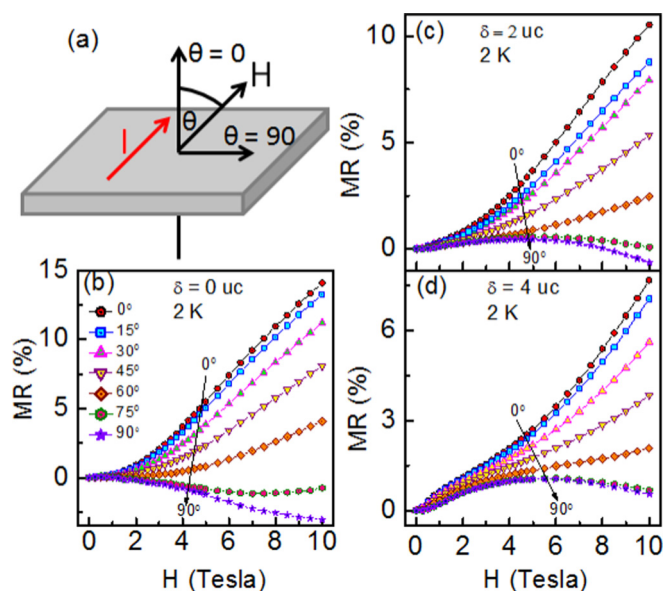 (a)
θ = 0
H
θ
I
θ = 90
(b)
δ = 0 uc
2 K
0°
15°
30°
45°
60°
75°
90°
0°
90°
MR (%)
15
10
5
0
0 2 4 6 8 10
H (Tesla)
(c)
δ = 2 uc
2 K
0°
90°
MR (%)
10
5
0
(d)
δ = 4 uc
2 K
0°
90°
MR (%)
6
3
0
0 2 4 6 8 10
H (Tesla)